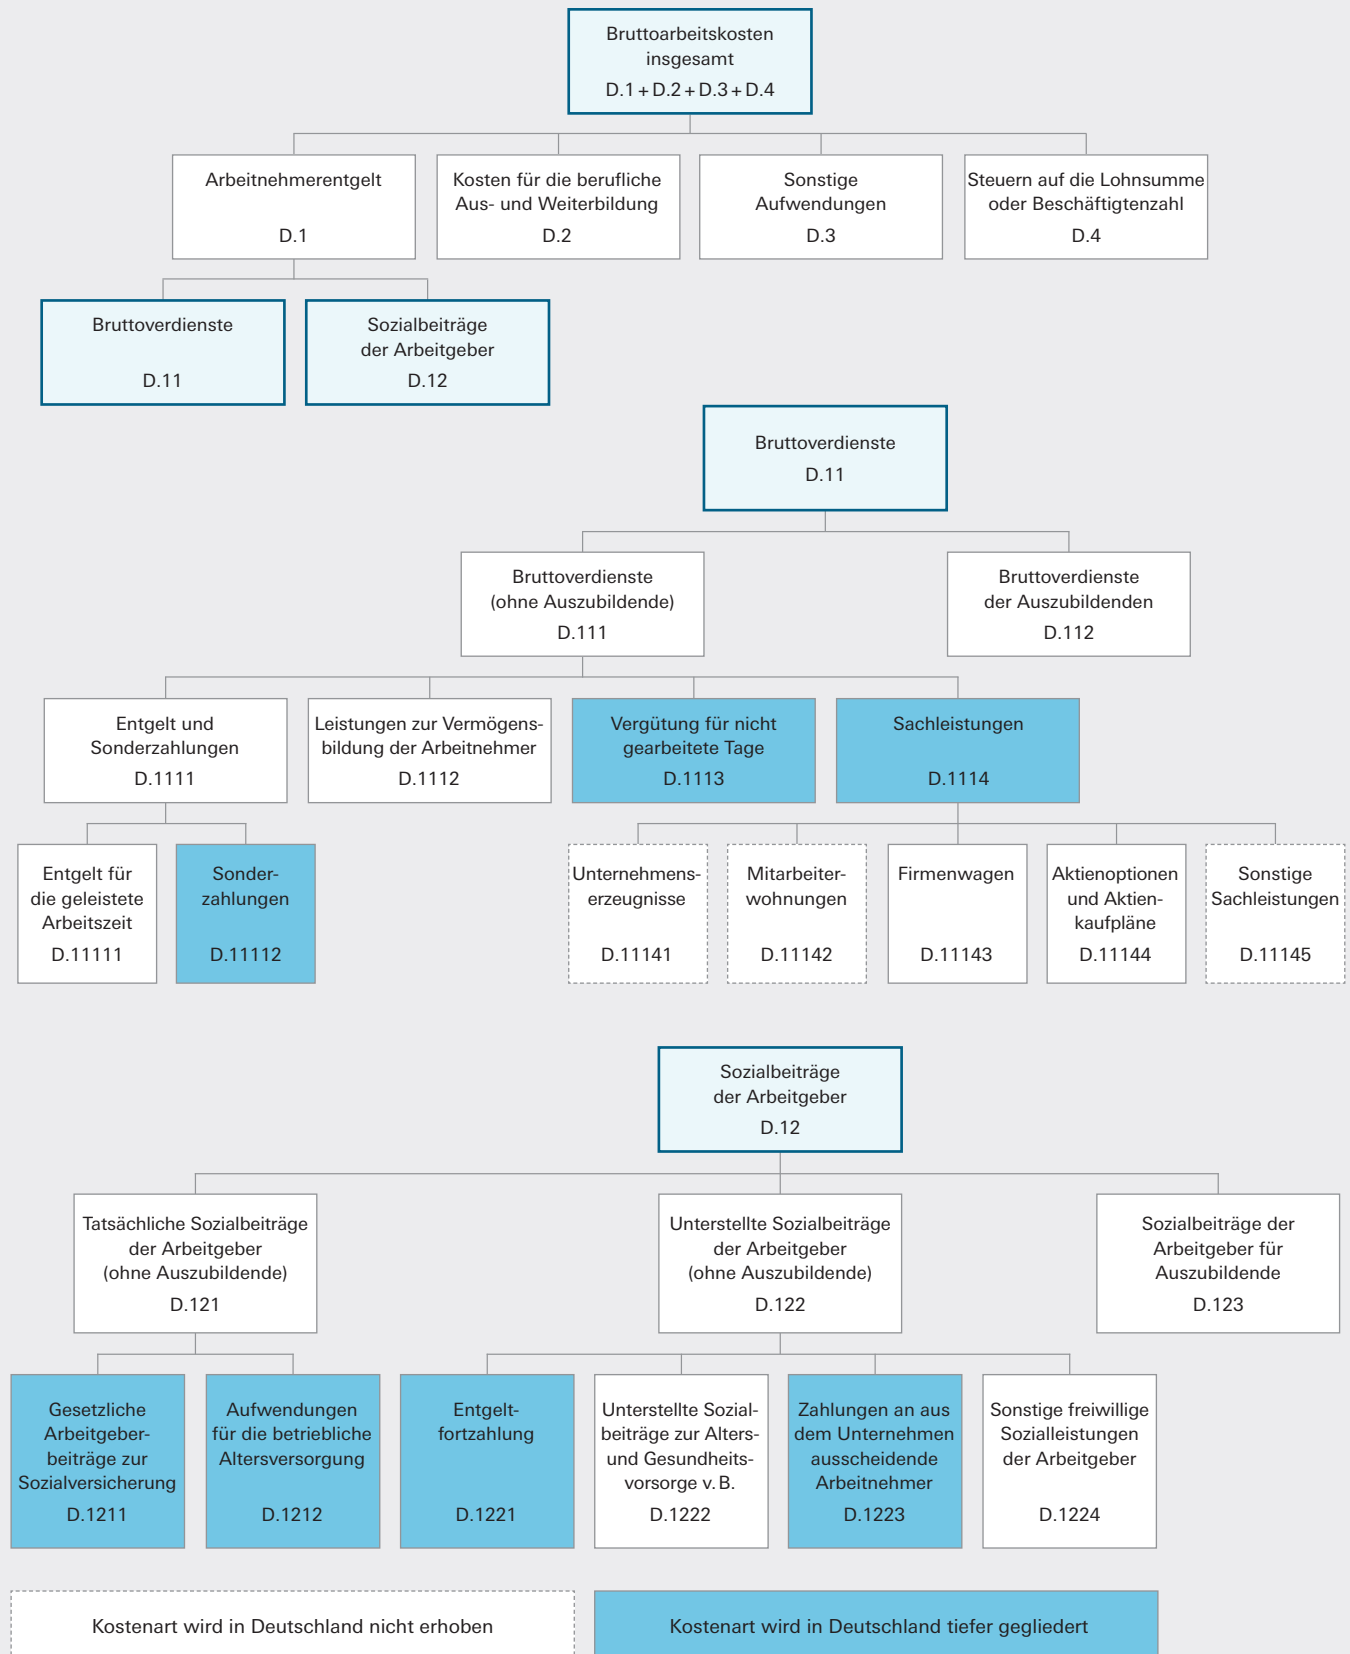 Bruttoarbeitskosten
insgesamt
D.1 + D.2 + D.3 + D.4
Arbeitnehmerentgelt
D.1
Kosten für die berufliche
Aus- und Weiterbildung
D.2
Sonstige
Aufwendungen
D.3
Steuern auf die Lohnsumme
oder Beschäftigtenzahl
D.4
Bruttoverdienste
D.11
Sozialbeiträge
der Arbeitgeber
D.12
Bruttoverdienste
D.11
Bruttoverdienste
(ohne Auszubildende)
D.111
Bruttoverdienste
der Auszubildenden
D.112
Entgelt und
Sonderzahlungen
D.1111
Leistungen zur Vermögens-
bildung der Arbeitnehmer
D.1112
Vergütung für nicht
gearbeitete Tage
D.1113
Sachleistungen
D.1114
Entgelt für
die geleistete
Arbeitszeit
D.11111
Sonder-
zahlungen
D.11112
Unternehmens-
erzeugnisse
D.11141
Mitarbeiter-
wohnungen
D.11142
Firmenwagen
D.11143
Aktienoptionen
und Aktien-
kaufpläne
D.11144
Sonstige
Sachleistungen
D.11145
Sozialbeiträge
der Arbeitgeber
D.12
Tatsächliche Sozialbeiträge
der Arbeitgeber
(ohne Auszubildende)
D.121
Unterstellte Sozialbeiträge
der Arbeitgeber
(ohne Auszubildende)
D.122
Sozialbeiträge der
Arbeitgeber für
Auszubildende
D.123
Gesetzliche
Arbeitgeber-
beiträge zur
Sozialversicherung
D.1211
Aufwendungen
für die betriebliche
Altersversorgung
D.1212
Entgelt-
fortzahlung
D.1221
Unterstellte Sozial-
beiträge zur Alters-
und Gesundheits-
vorsorge v. B.
D.1222
Zahlungen an aus
dem Unternehmen
ausscheidende
Arbeitnehmer
D.1223
Sonstige freiwillige
Sozialleistungen
der Arbeitgeber
D.1224
Kostenart wird in Deutschland nicht erhoben
Kostenart wird in Deutschland tiefer gegliedert